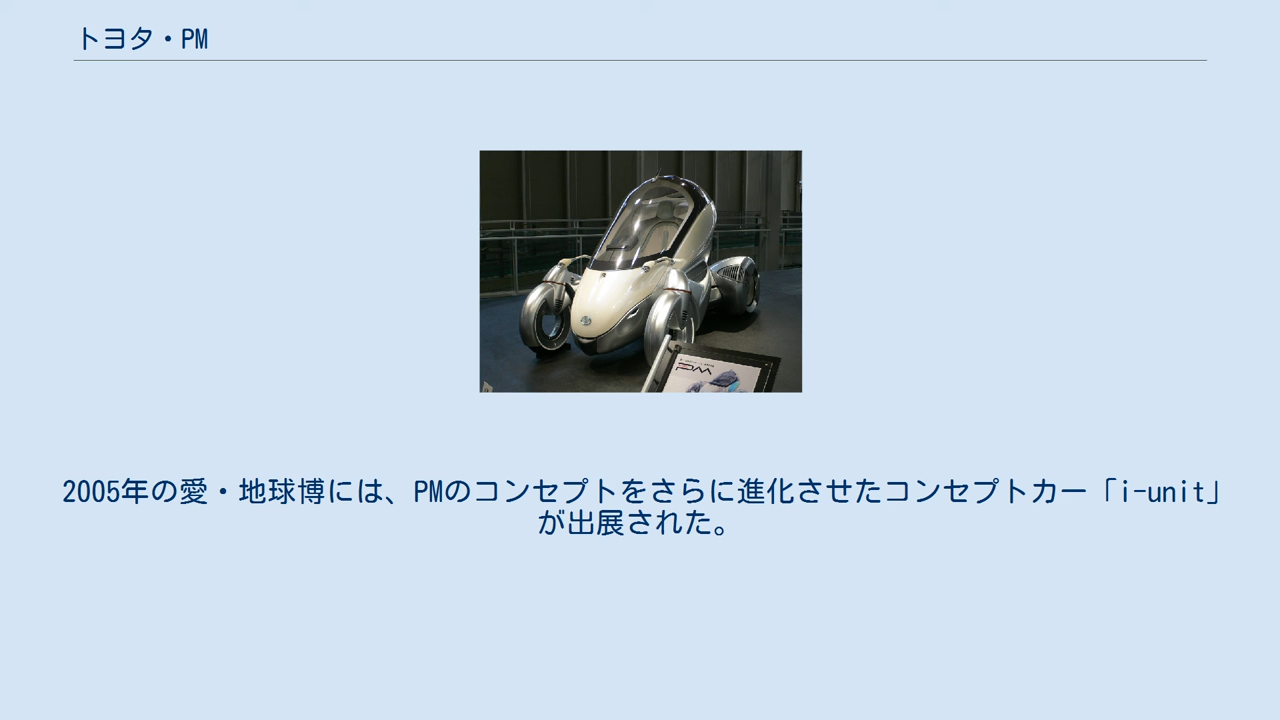 トヨタ・PM
PM
2005年の愛・地球博には、PMのコンセプトをさらに進化させたコンセプトカー「i-unit」
が出展された。